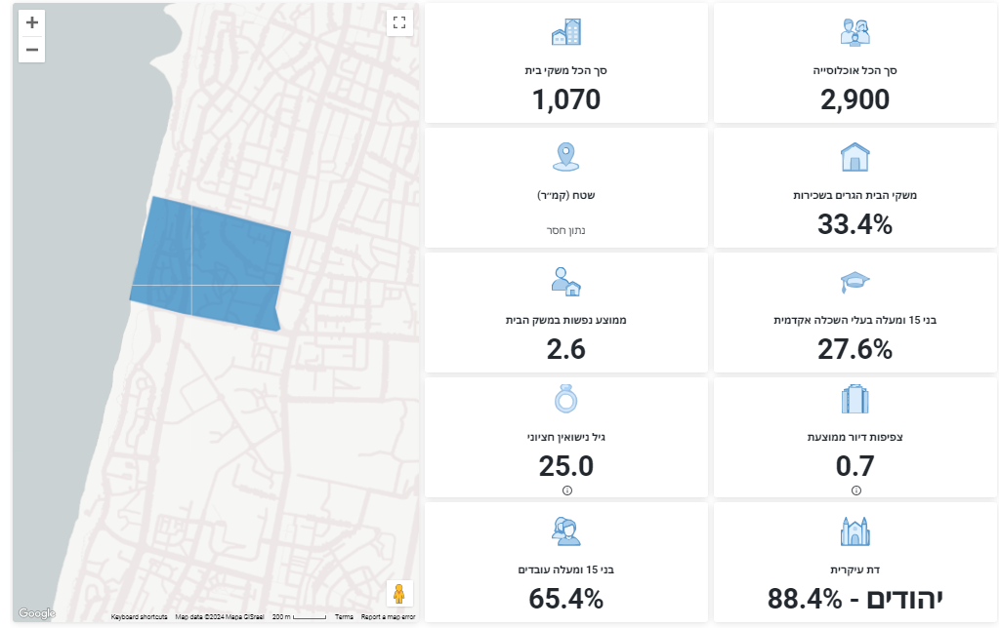 סך הכל אוכלוסייה
2,900
סך הכל משקי בית
1,070
משקי הבית הגרים בשכירות
33.4%
שטח (קמ״ר)
נתון חסר
בני 15 ומעלה בעלי השכלה אקדמית
27.6%
ממוצע נפשות במשק הבית
2.6
צפיפות דיור ממוצעת
0.7
גיל נישואין חציוני
25.0
דת עיקרית
יהודים - 88.4%
בני 15 ומעלה עובדים
65.4%
Google
Keyboard shortcuts Map data ©2024 Mapa GISrael 200 m Terms Report a map error